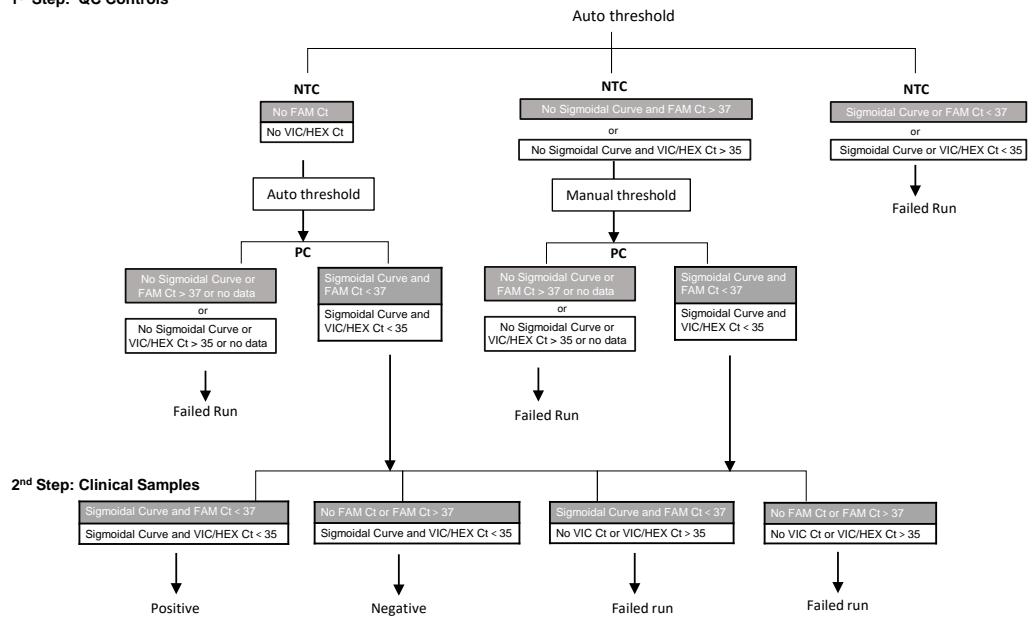 1st Step: QC Controls
Auto threshold
NTC
No FAM Ct
No VIC/HEX Ct
Auto threshold
PC
No Sigmoidal Curve or
FAM Ct > 37 or no data
or
No Sigmoidal Curve or
VIC/HEX Ct > 35 or no data
Failed Run
Sigmoidal Curve and
FAM Ct < 37
Sigmoidal Curve and
VIC/HEX Ct < 35
NTC
No Sigmoidal Curve and FAM Ct > 37
or
No Sigmoidal Curve and VIC/HEX Ct > 35
Manual threshold
PC
No Sigmoidal Curve or
FAM Ct > 37 or no data
or
No Sigmoidal Curve or
VIC/HEX Ct > 35 or no data
Failed Run
Sigmoidal Curve and
FAM Ct < 37
Sigmoidal Curve and
VIC/HEX Ct < 35
NTC
Sigmoidal Curve or FAM Ct < 37
or
Sigmoidal Curve or VIC/HEX Ct < 35
Failed Run
2nd Step: Clinical Samples
Sigmoidal Curve and FAM Ct < 37
Sigmoidal Curve and VIC/HEX Ct < 35
Positive
No FAM Ct or FAM Ct > 37
Sigmoidal Curve and VIC/HEX Ct < 35
Negative
Sigmoidal Curve and FAM Ct < 37
No VIC Ct or VIC/HEX Ct > 35
Failed run
No FAM Ct or FAM Ct > 37
No VIC Ct or VIC/HEX Ct > 35
Failed run